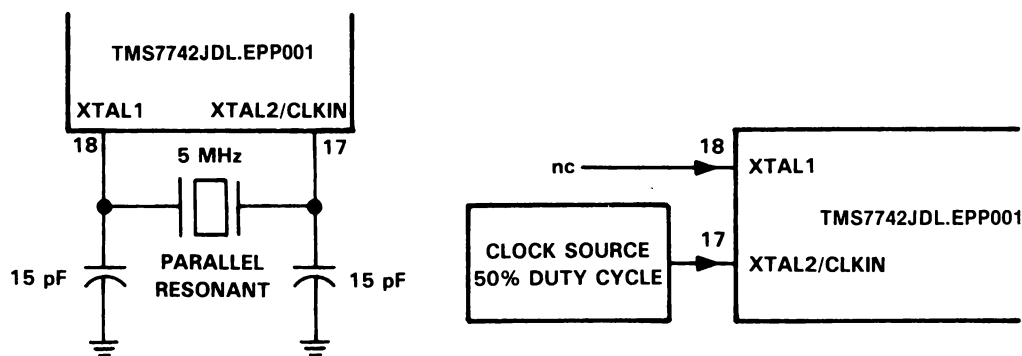 TMS7742JDL.EPP001
XTAL1 XTAL2/CLKIN
18 17
5 MHz
15 pF PARALLEL RESONANT 15 pF
nc
18
XTAL1
TMS7742JDL.EPP001
CLOCK SOURCE
50% DUTY CYCLE
17
XTAL2/CLKIN